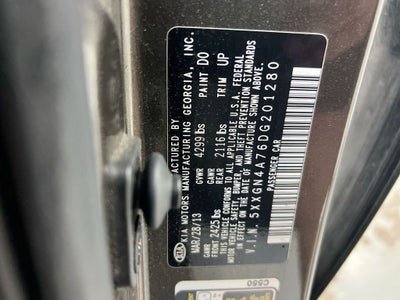 MANUFACTURED BY
KIA MOTORS MANUFACTURING GEORGIA, INC.
MAR/28/13 GVWR 4299 lbs PAINT DO
GAWR FRONT 2425 lbs GAWR REAR 2116 lbs TRIM UP
THIS VEHICLE CONFORMS TO ALL APPLICABLE U.S.A. FEDERAL
MOTOR VEHICLE SAFETY, BUMPER, AND THEFT PREVENTION STANDARDS
IN EFFECT ON THE DATE OF MANUFACTURE SHOWN ABOVE.
V.I.N. 5XXGN4A76DG201280
PASSENGER CAR
C550